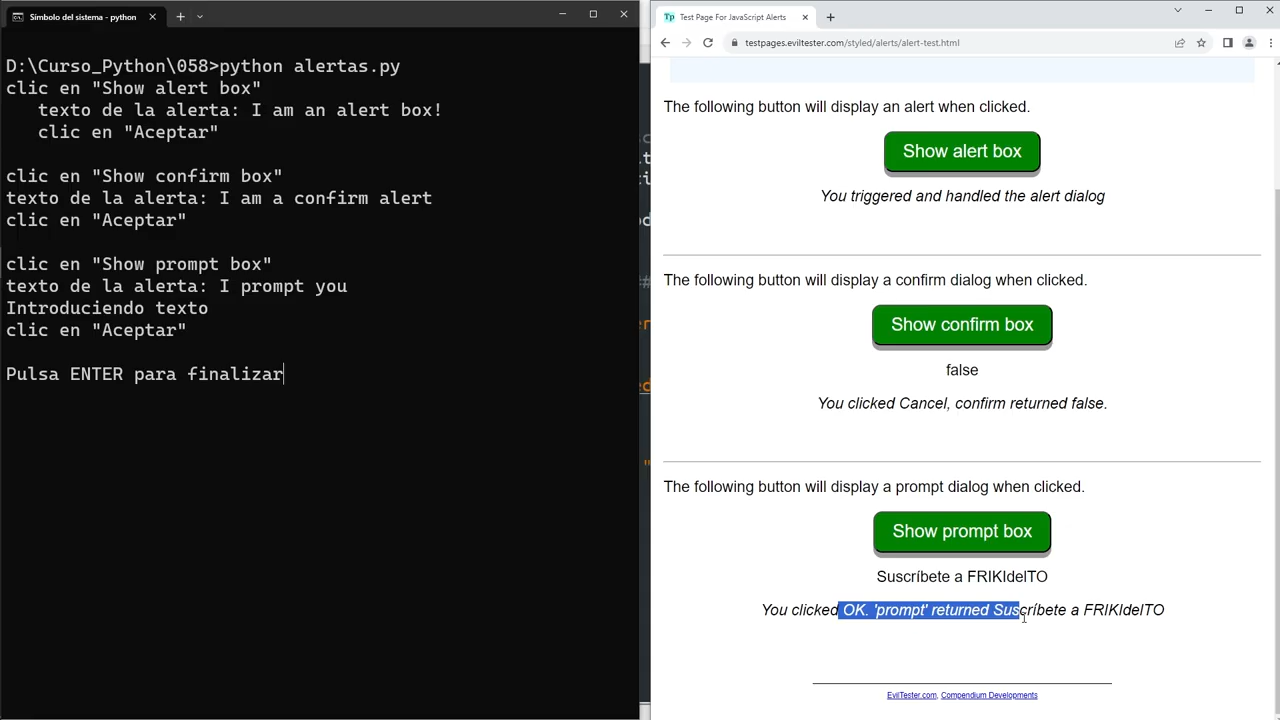 Símbolo del sistema - python
D:\Curso_Python\058>python alertas.py
clic en "Show alert box"
texto de la alerta: I am an alert box!
clic en "Aceptar"
clic en "Show confirm box"
texto de la alerta: I am a confirm alert
clic en "Aceptar"
clic en "Show prompt box"
texto de la alerta: I prompt you
Introduciendo texto
clic en "Aceptar"
Pulsa ENTER para finalizar
Tp Test Page For JavaScript Alerts
testpages.eviltester.com/styled/alerts/alert-test.html
The following button will display an alert when clicked.
Show alert box
You triggered and handled the alert dialog
The following button will display a confirm dialog when clicked.
Show confirm box
false
You clicked Cancel, confirm returned false.
The following button will display a prompt dialog when clicked.
Show prompt box
Suscríbete a FRIKIdelTO
You clicked OK. 'prompt' returned Suscríbete a FRIKIdelTO
EvilTester.com, Compendium Developments